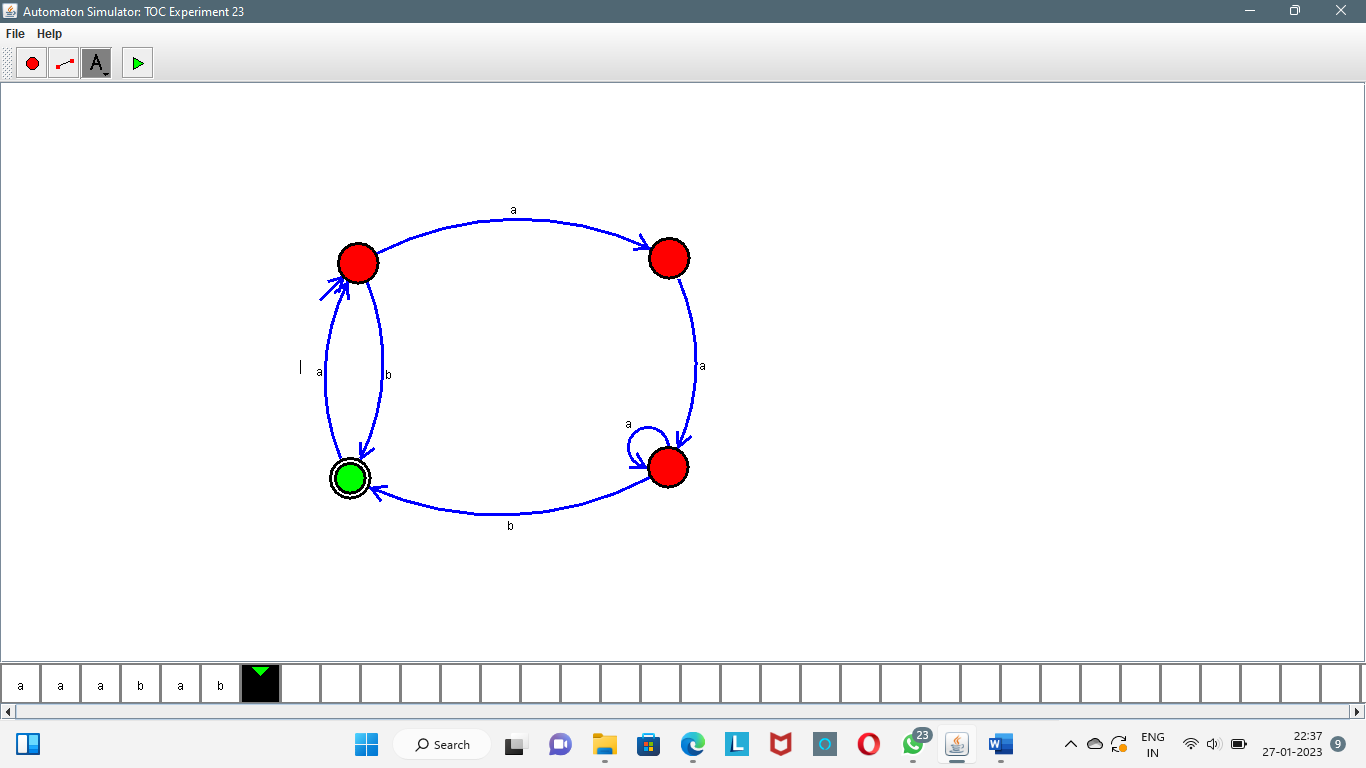 Automaton Simulator: TOC Experiment 23
File Help
A
a
a
a b
a
b
a a a b a b
Search
L
23
W
ENG
IN
22:37
27-01-2023
9